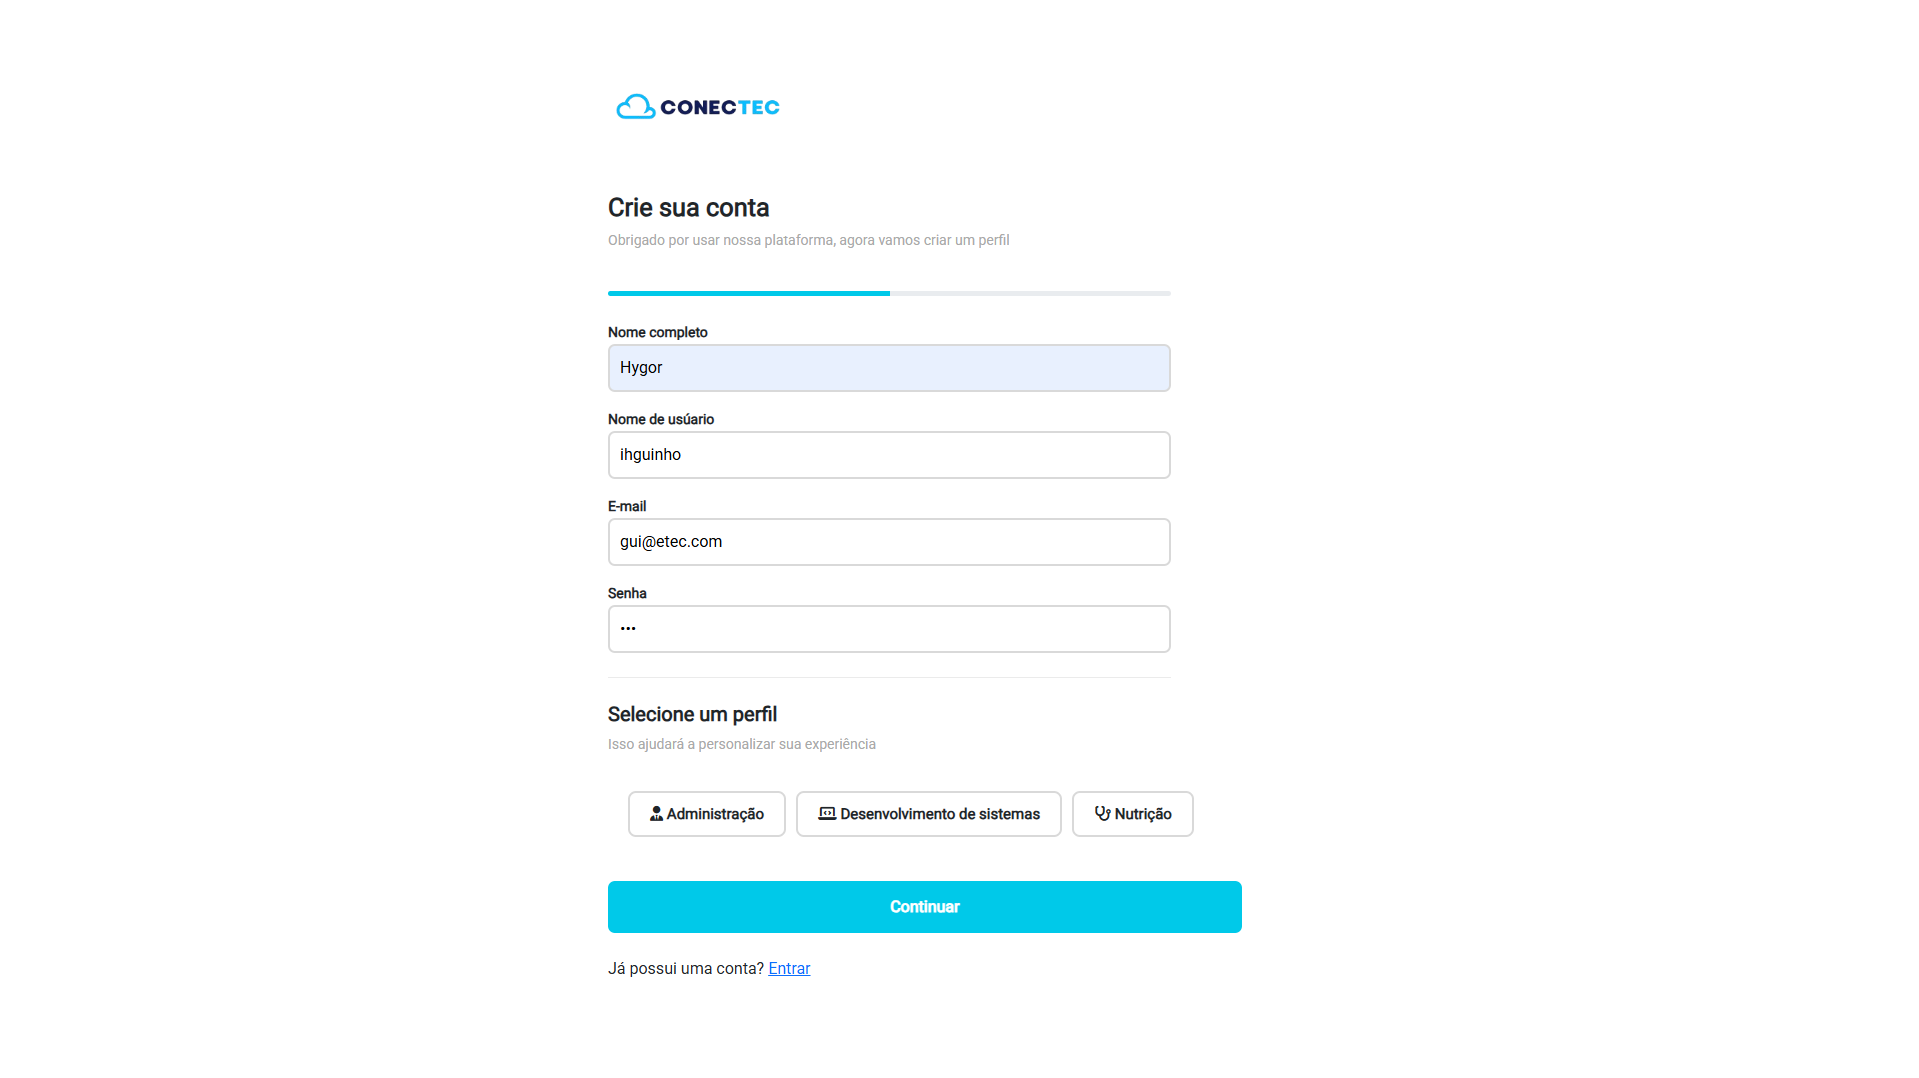 CONECTEC
Crie sua conta
Obrigado por usar nossa plataforma, agora vamos criar um perfil
Nome completo
Hygor
Nome de usúario
ihguinho
E-mail
gui@etec.com
Senha
•••
Selecione um perfil
Isso ajudará a personalizar sua experiência
Administração Desenvolvimento de sistemas Nutrição
Continuar
Já possui uma conta? Entrar